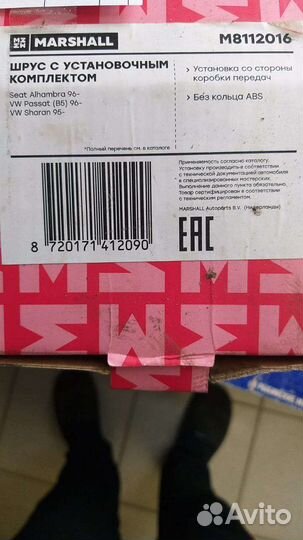 MARSHALL
M8112016
ШРУС С УСТАНОВОЧНЫМ
КОМПЛЕКТОМ
Seat Alhambra 96-
VW Passat (B5) 96-
VW Sharan 95-
• Установка со стороны
коробки передач
• Без кольца ABS
*Полный перечень см. в каталоге
Применяемость согласно каталогу.
Установку производить в соответствии
с технической документацией автомобиля
в специализированных мастерских.
Выполнение данного пункта обязательно.
Товар сертифицирован в соответствии
с техническим регламентом.
MARSHALL Autoparts B.V. (Нидерланды)
8 720171 412090
EAC
Avito